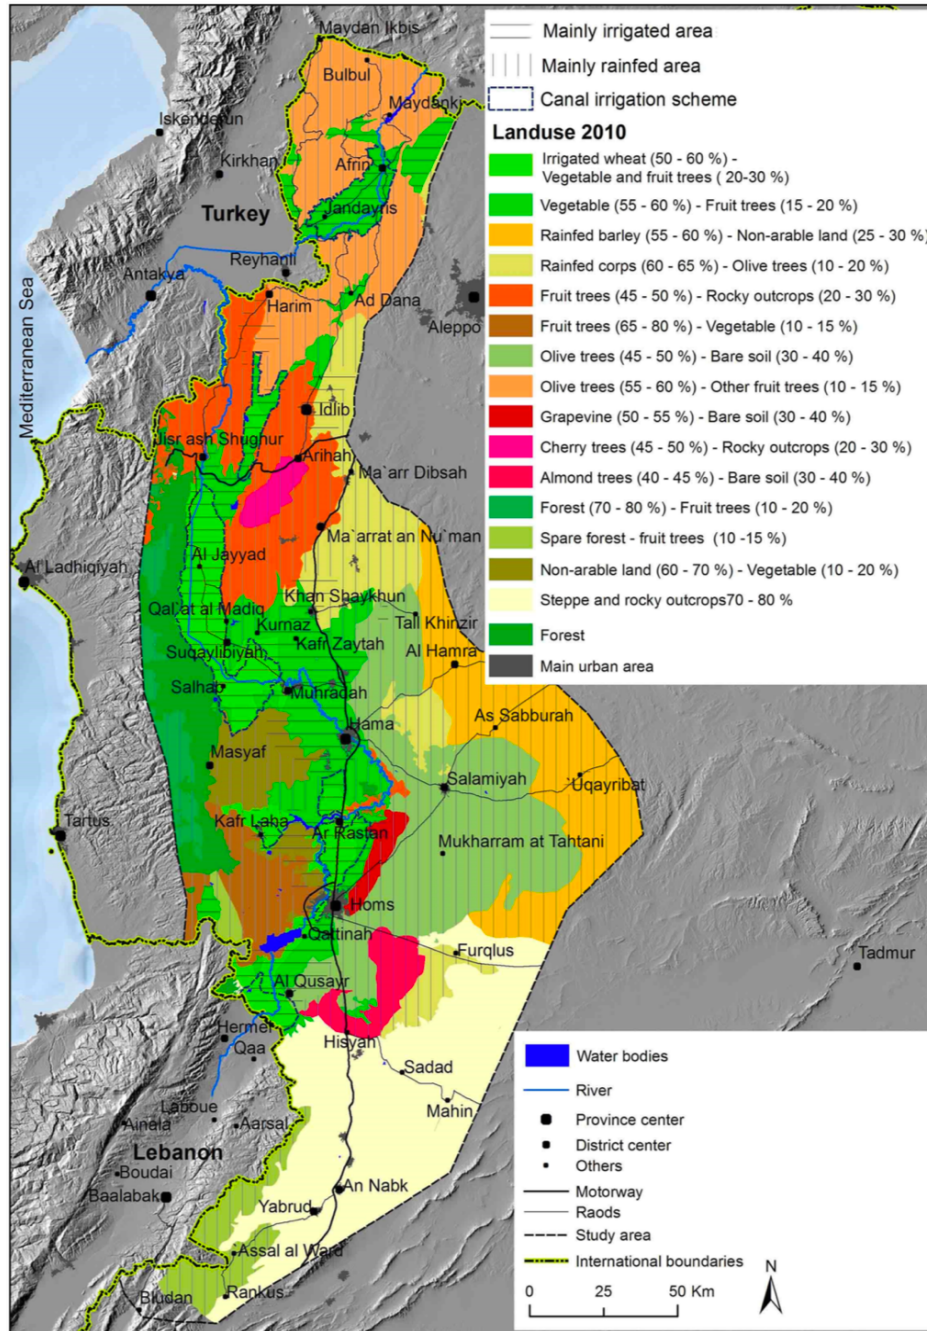 Mainly irrigated area
Mainly rainfed area
Canal irrigation scheme
Landuse 2010
Irrigated wheat (50 - 60 %) -
Vegetable and fruit trees ( 20-30 %)
Vegetable (55 - 60 %) - Fruit trees (15 - 20 %)
Rainfed barley (55 - 60 %) - Non-arable land (25 - 30 %)
Rainfed corps (60 - 65 %) - Olive trees (10 - 20 %)
Fruit trees (45 - 50 %) - Rocky outcrops (20 - 30 %)
Fruit trees (65 - 80 %) - Vegetable (10 - 15 %)
Olive trees (45 - 50 %) - Bare soil (30 - 40 %)
Olive trees (55 - 60 %) - Other fruit trees (10 - 15 %)
Grapevine (50 - 55 %) - Bare soil (30 - 40 %)
Cherry trees (45 - 50 %) - Rocky outcrops (20 - 30 %)
Almond trees (40 - 45 %) - Bare soil (30 - 40 %)
Forest (70 - 80 %) - Fruit trees (10 - 20 %)
Spare forest - fruit trees (10 -15 %)
Non-arable land (60 - 70 %) - Vegetable (10 - 20 %)
Steppe and rocky outcrops70 - 80 %
Forest
Main urban area
Maydan Ikbis
Bulbul
Maydanki
Iskenderun
Kirkhan
Afrin
Turkey
Jandayris
Reyhanli
Antakya
Harim
Ad Dana
Aleppo
Mediterranean Sea
Idlib
Jisr ash Shughur
Arihah
Ma`arr Dibsah
Ma`arrat an Nu`man
Al Jayyad
Al Ladhiqiyah
Khan Shaykhun
Qal`at al Madiq
Kurnaz
Tall Khinzir
Suqaylibiyah
Kafr Zaytah
Al Hamra
Salhab
Muhradah
As Sabburah
Hama
Masyaf
Salamiyah
`Uqayribat
Tartus
Kafr Laha
Ar Rastan
Mukharram at Tahtani
Homs
Qattinah
Furqlus
Tadmur
Al Qusayr
Hermel
Hisyah
Qaa
Sadad
Mahin
Laboue
Ainala
Aarsal
Lebanon
Boudai
Baalabak
An Nabk
Yabrud
Assal al Ward
Rankus
Bludan
Water bodies
River
Province center
District center
Others
Motorway
Raods
Study area
International boundaries
N
0 25 50 Km